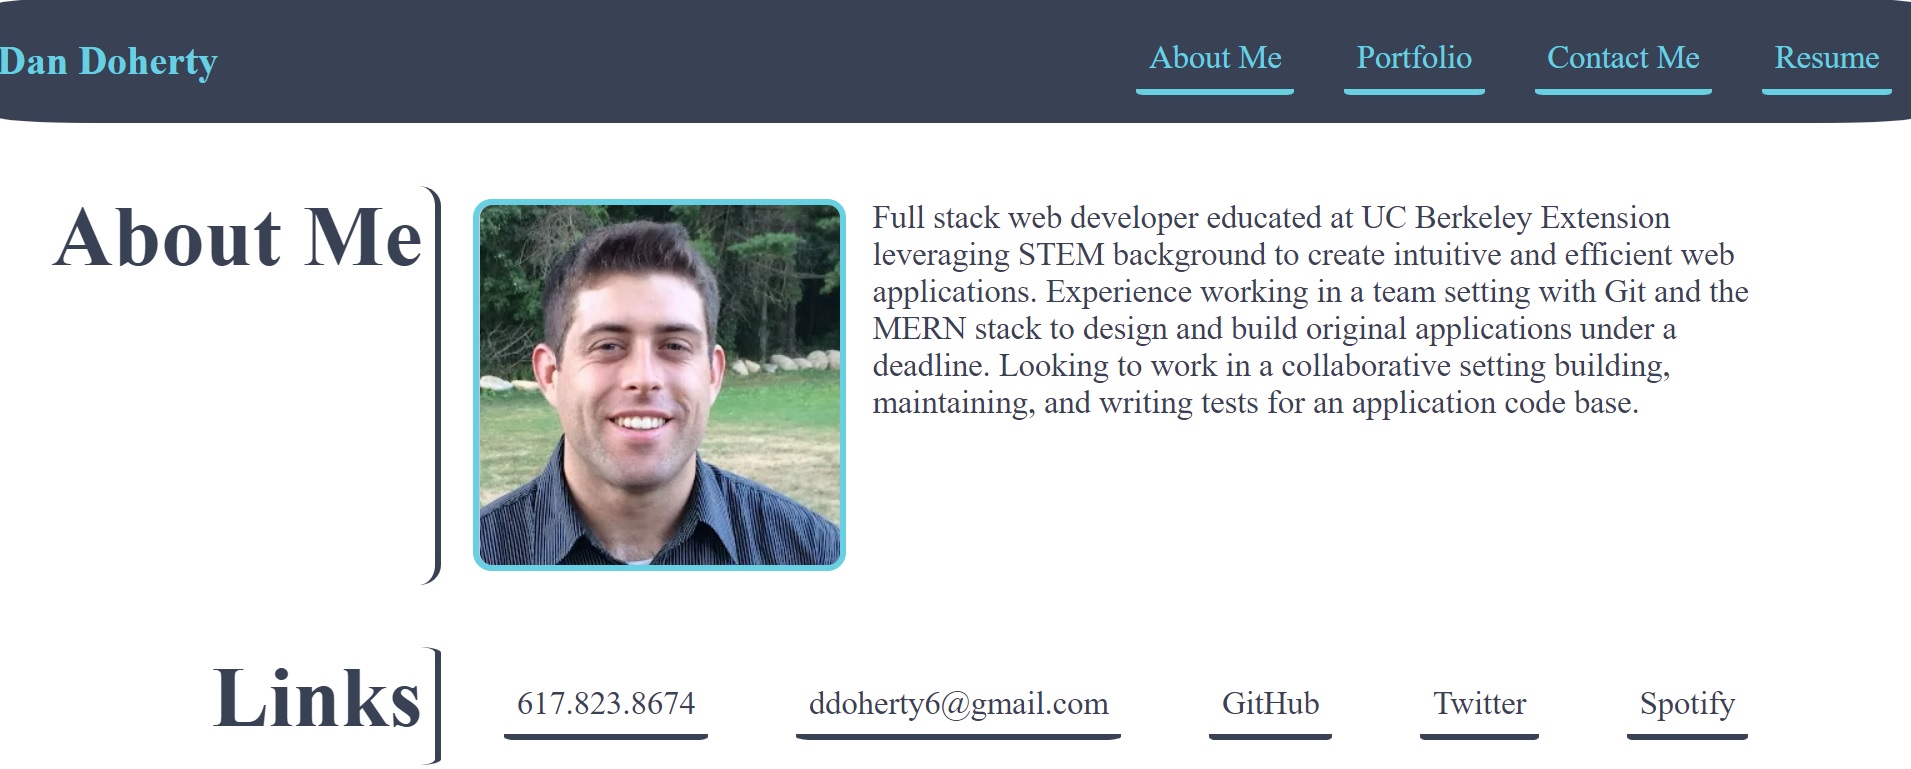 Dan Doherty
About Me
Portfolio
Contact Me
Resume
About Me
Full stack web developer educated at UC Berkeley Extension
leveraging STEM background to create intuitive and efficient web
applications. Experience working in a team setting with Git and the
MERN stack to design and build original applications under a
deadline. Looking to work in a collaborative setting building,
maintaining, and writing tests for an application code base.
Links
617.823.8674
ddoherty6@gmail.com
GitHub
Twitter
Spotify